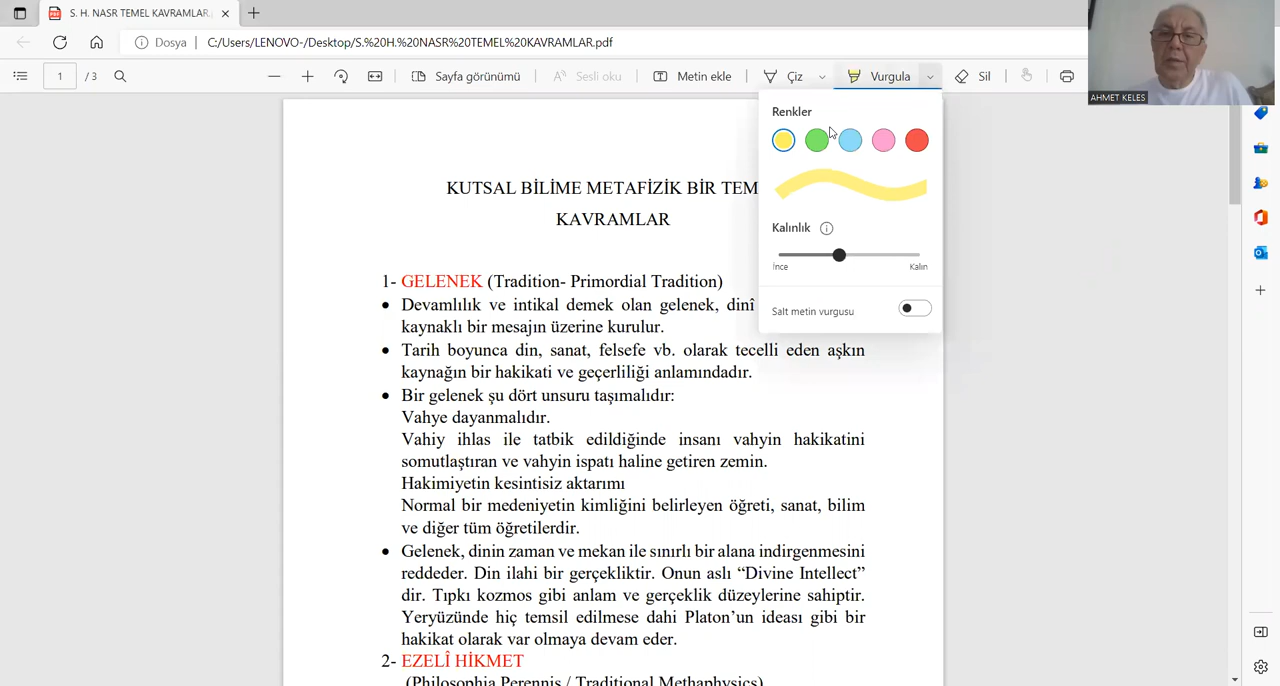 S. H. NASR TEMEL KAVRAMLAR.
Dosya C:/Users/LENOVO-/Desktop/S.%20H.%20NASR%20TEMEL%20KAVRAMLAR.pdf
1 / 3 Sayfa görünümü Sesli oku Metin ekle Çiz Vurgula Sil
AHMET KELES
Renkler
Kalınlık
İnce Kalın
Salt metin vurgusu
KUTSAL BİLİME METAFİZİK BİR TEM
KAVRAMLAR
1- GELENEK (Tradition- Primordial Tradition)
• Devamlılık ve intikal demek olan gelenek, dinî
kaynaklı bir mesajın üzerine kurulur.
• Tarih boyunca din, sanat, felsefe vb. olarak tecelli eden aşkın
kaynağın bir hakikati ve geçerliliği anlamındadır.
• Bir gelenek şu dört unsuru taşımalıdır:
Vahye dayanmalıdır.
Vahiy ihlas ile tatbik edildiğinde insanı vahyin hakikatini
somutlaştıran ve vahyin ispatı haline getiren zemin.
Hakimiyetin kesintisiz aktarımı
Normal bir medeniyetin kimliğini belirleyen öğreti, sanat, bilim
ve diğer tüm öğretilerdir.
• Gelenek, dinin zaman ve mekan ile sınırlı bir alana indirgenmesini
reddeder. Din ilahi bir gerçekliktir. Onun aslı “Divine Intellect”
dir. Tıpkı kozmos gibi anlam ve gerçeklik düzeylerine sahiptir.
Yeryüzünde hiç temsil edilmese dahi Platon’un ideası gibi bir
hakikat olarak var olmaya devam eder.
2- EZELÎ HİKMET
(Philosophia Perennis / Traditional Methaphysics)